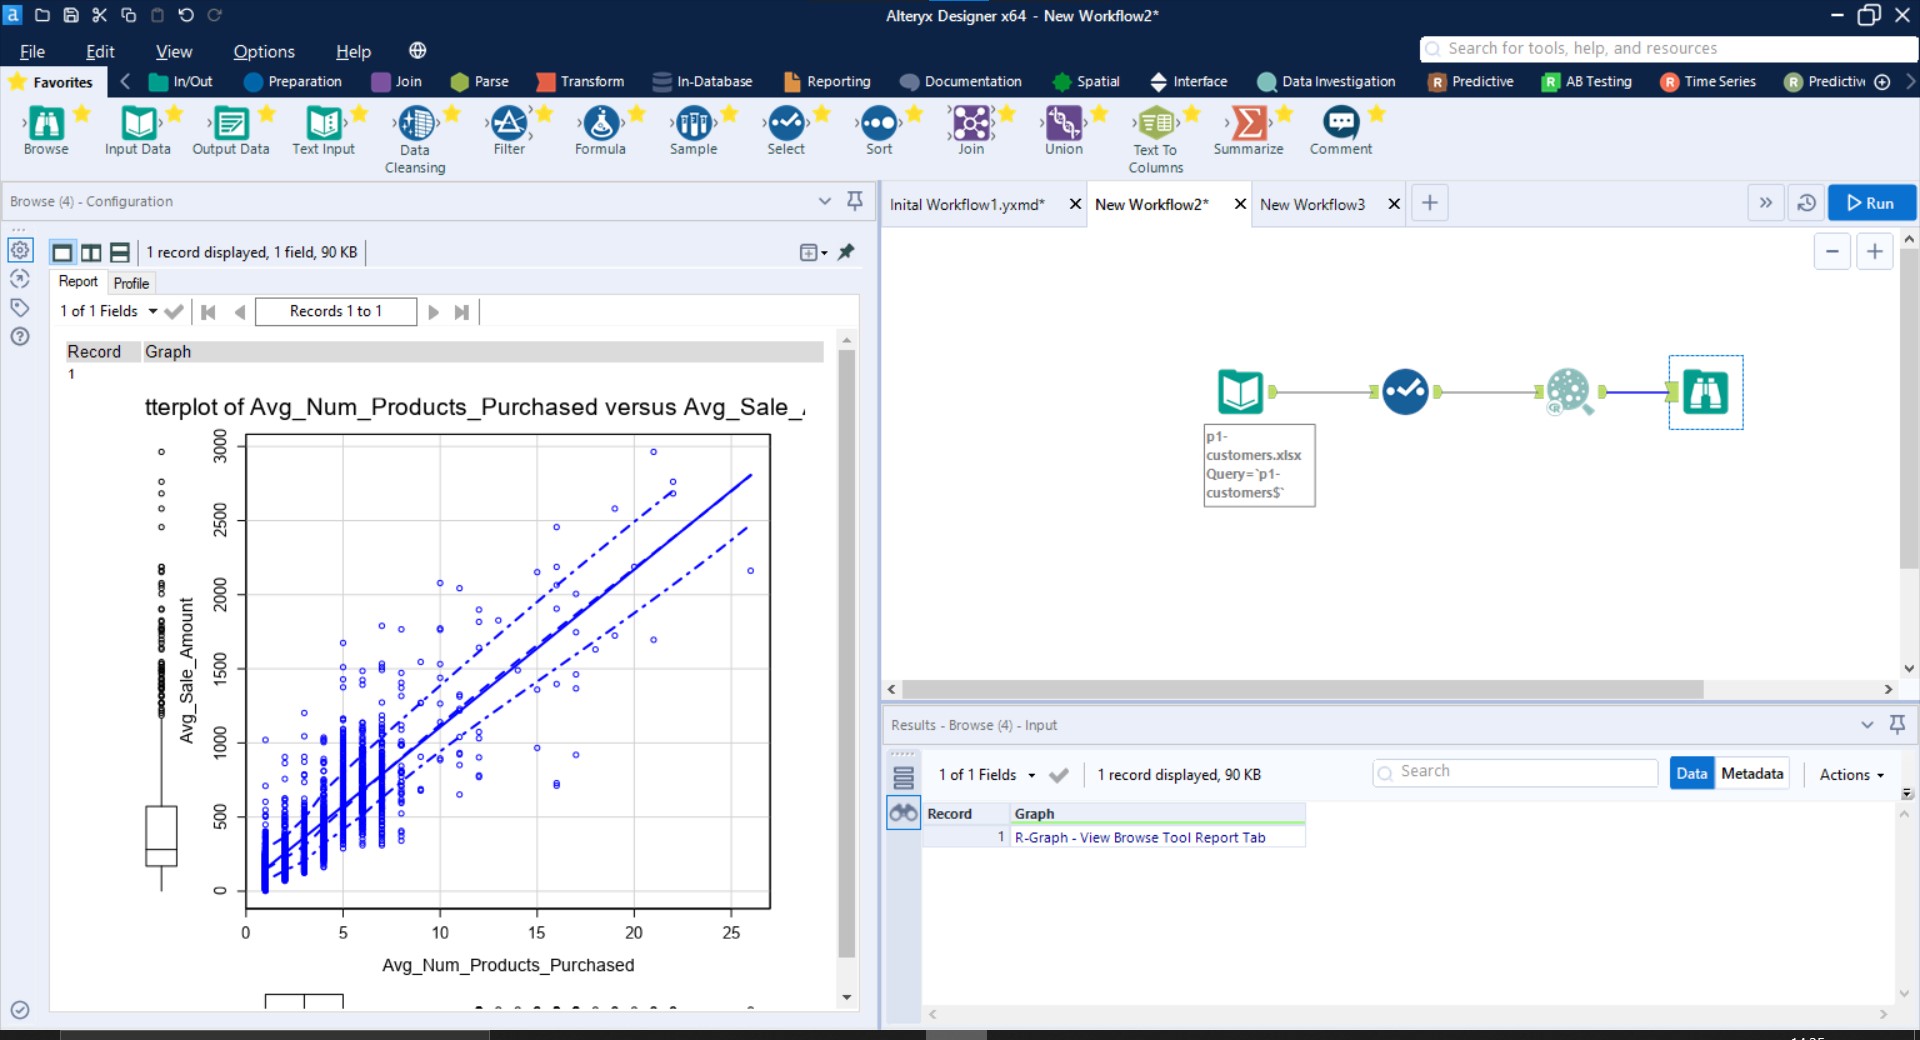 a
Alteryx Designer x64 - New Workflow2*
File Edit View Options Help
Search for tools, help, and resources
Favorites In/Out Preparation Join Parse Transform In-Database Reporting Documentation Spatial Interface Data Investigation R Predictive R AB Testing R Time Series R Predictiv
Browse Input Data Output Data Text Input Data Cleansing Filter Formula Sample Select Sort Join Union Text To Columns Summarize Comment
Browse (4) - Configuration
Inital Workflow1.yxmd* New Workflow2* New Workflow3
Run
1 record displayed, 1 field, 90 KB
Report Profile
1 of 1 Fields
Records 1 to 1
Record Graph
1
tterplot of Avg_Num_Products_Purchased versus Avg_Sale_
3000
2500
2000
1500
1000
500
0
Avg_Sale_Amount
0 5 10 15 20 25
Avg_Num_Products_Purchased
R
p1-
customers.xlsx
Query=`p1-
customers$`
Results - Browse (4) - Input
1 of 1 Fields
1 record displayed, 90 KB
Search
Data Metadata
Actions
Record Graph
1 R-Graph - View Browse Tool Report Tab